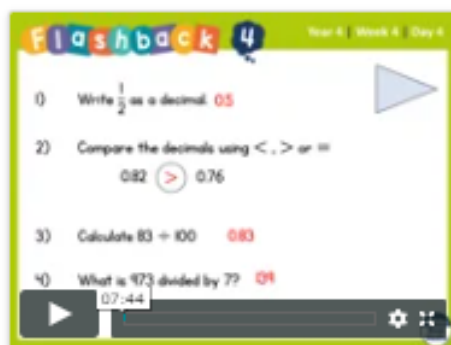 Flashback 4
Year 4 | Week 4 | Day 4
1) Write 1/2 as a decimal. 0.5
2) Compare the decimals using <, > or =
0.82 > 0.76
3) Calculate 83 ÷ 100 0.83
4) What is 973 divided by 7? 139
07:44